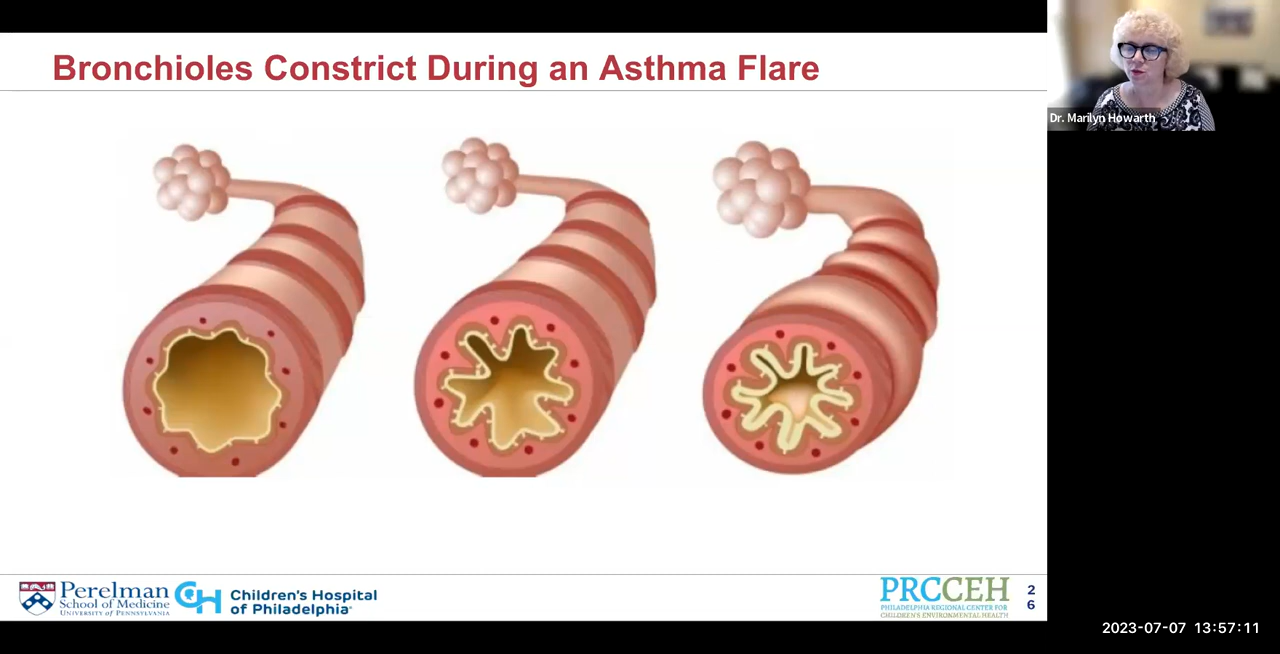 Bronchioles Constrict During an Asthma Flare
Dr. Marilyn Howarth
Perelman
School of Medicine
UNIVERSITY OF PENNSYLVANIA
CH
Children's Hospital
of Philadelphia
PRCCEH
PHILADELPHIA REGIONAL CENTER FOR
CHILDREN'S ENVIRONMENTAL HEALTH
2
6
2023-07-07 13:57:11